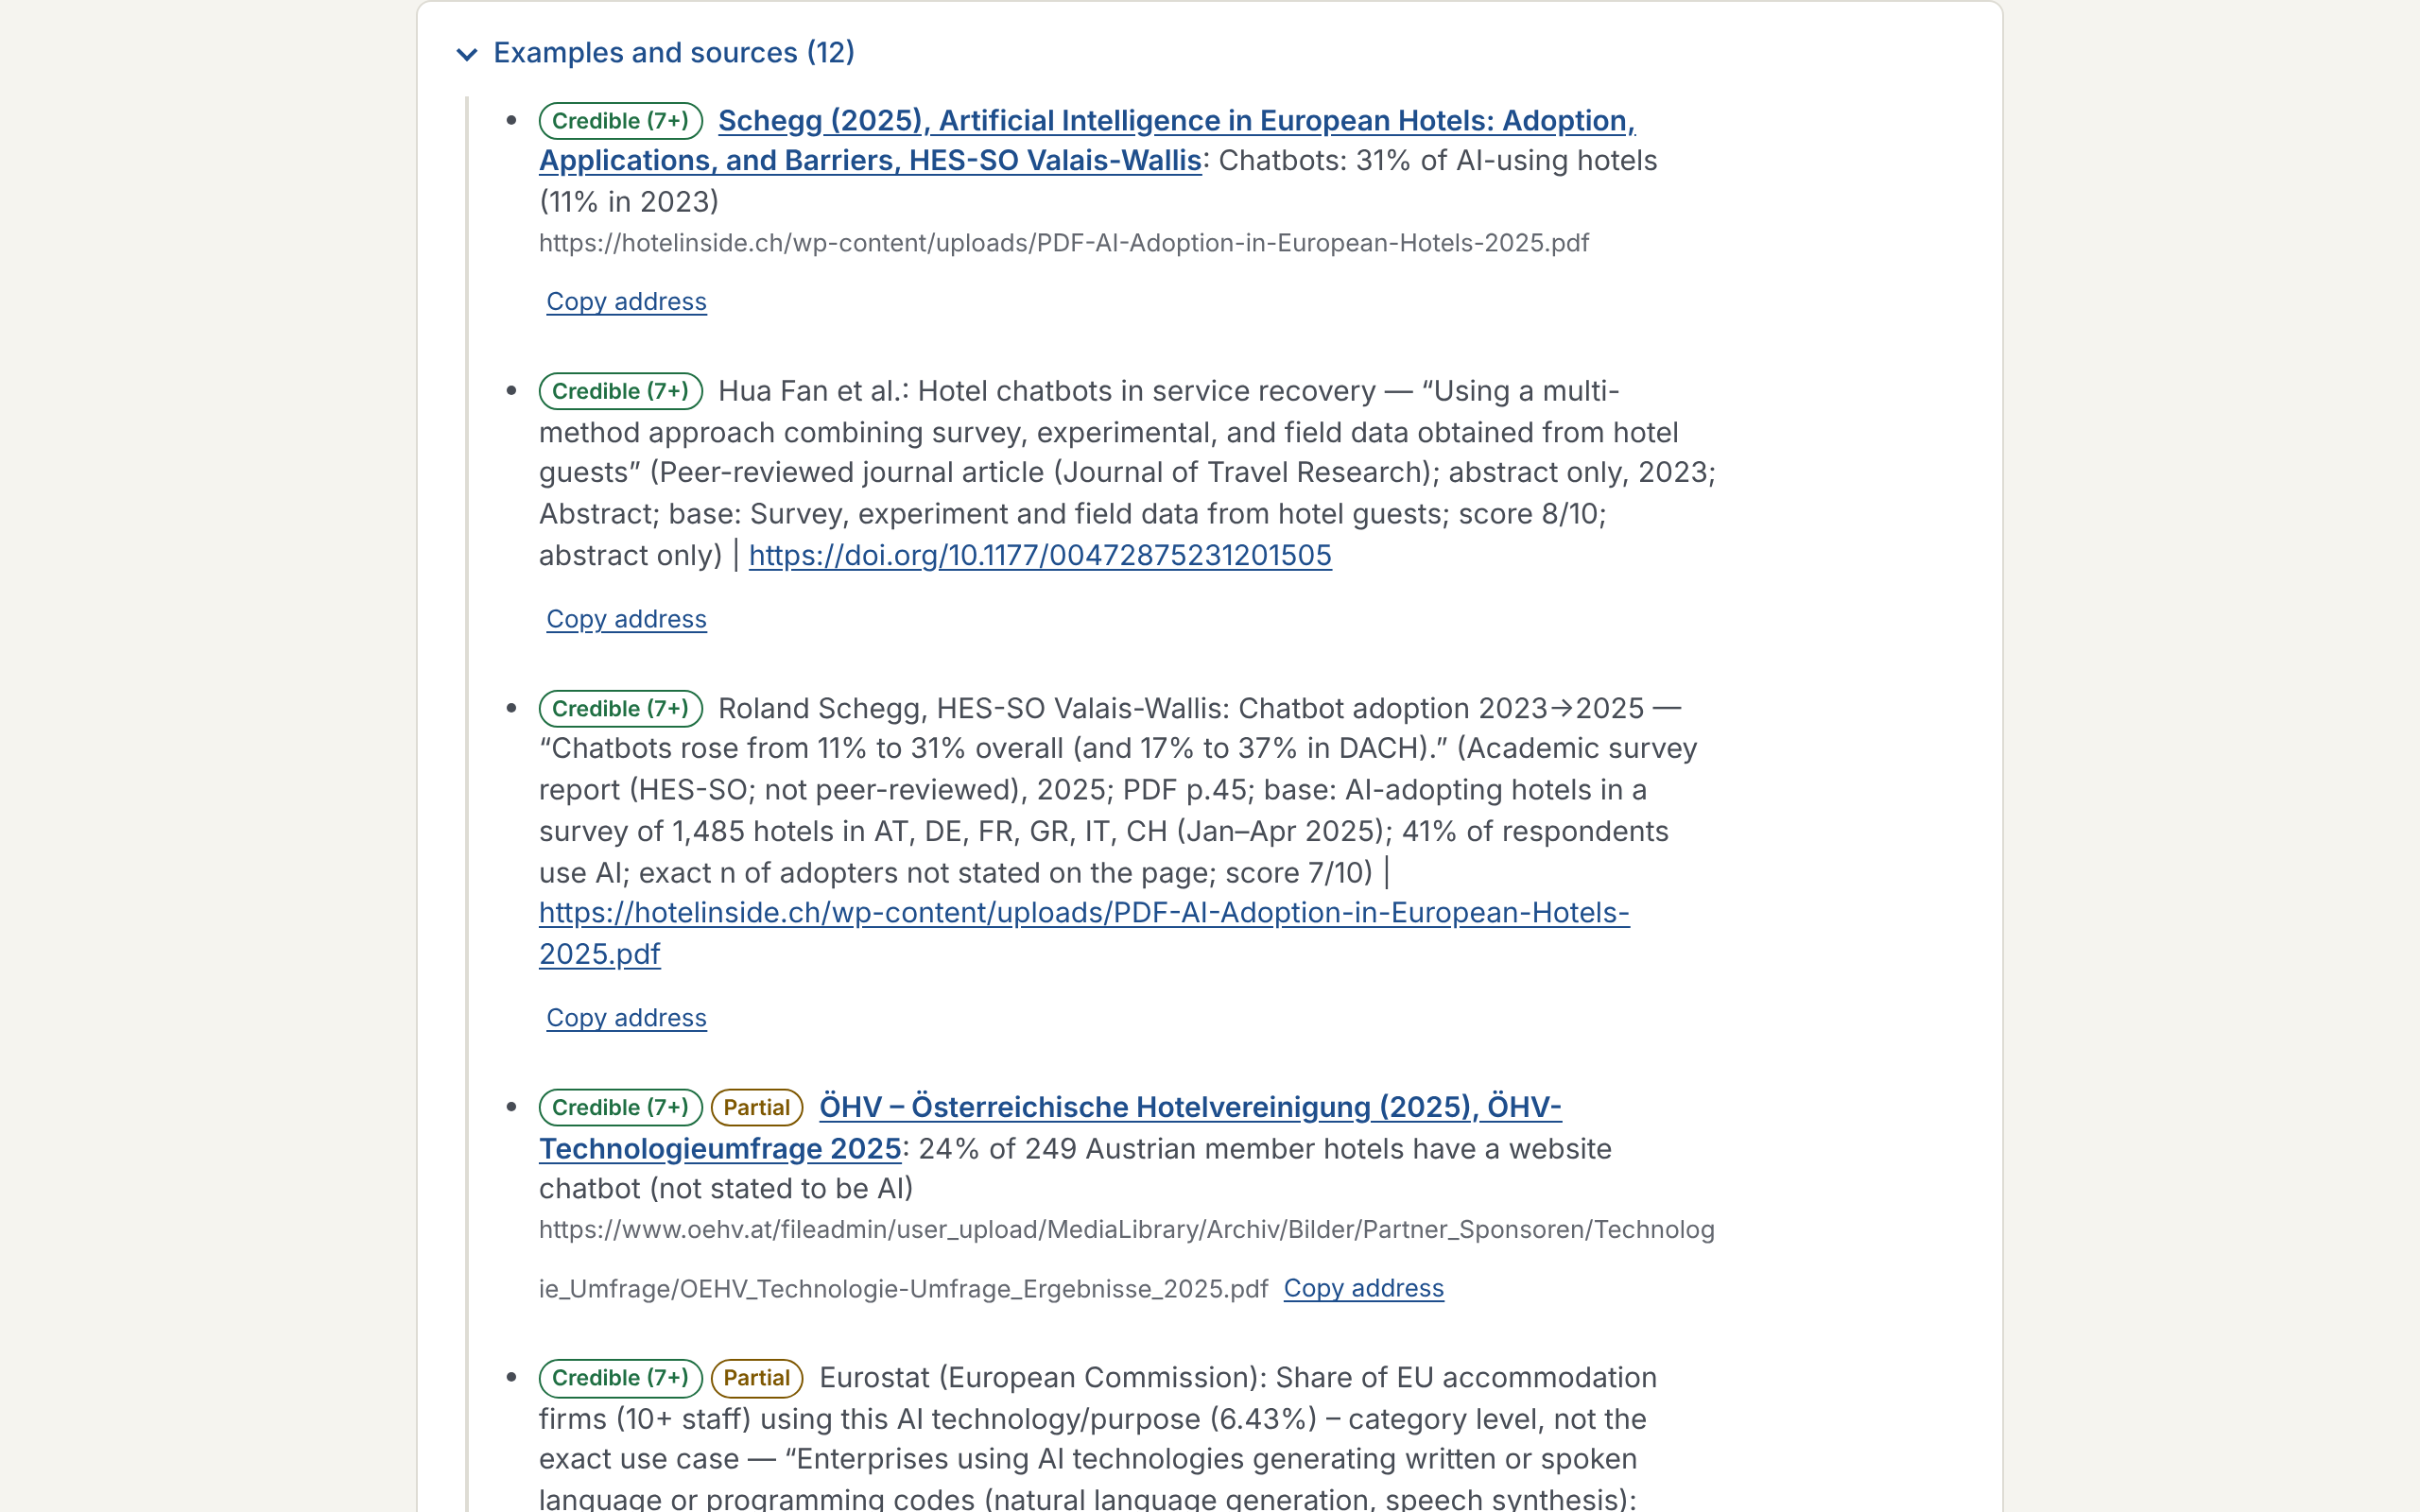 Examples and sources (12)
Credible (7+) Schegg (2025), Artificial Intelligence in European Hotels: Adoption,
Applications, and Barriers, HES-SO Valais-Wallis: Chatbots: 31% of AI-using hotels
(11% in 2023)
https://hotelinside.ch/wp-content/uploads/PDF-AI-Adoption-in-European-Hotels-2025.pdf
Copy address
Credible (7+) Hua Fan et al.: Hotel chatbots in service recovery — “Using a multi-
method approach combining survey, experimental, and field data obtained from hotel
guests” (Peer-reviewed journal article (Journal of Travel Research); abstract only, 2023;
Abstract; base: Survey, experiment and field data from hotel guests; score 8/10;
abstract only) | https://doi.org/10.1177/00472875231201505
Copy address
Credible (7+) Roland Schegg, HES-SO Valais-Wallis: Chatbot adoption 2023→2025 —
“Chatbots rose from 11% to 31% overall (and 17% to 37% in DACH).” (Academic survey
report (HES-SO; not peer-reviewed), 2025; PDF p.45; base: AI-adopting hotels in a
survey of 1,485 hotels in AT, DE, FR, GR, IT, CH (Jan–Apr 2025); 41% of respondents
use AI; exact n of adopters not stated on the page; score 7/10) |
https://hotelinside.ch/wp-content/uploads/PDF-AI-Adoption-in-European-Hotels-
2025.pdf
Copy address
Credible (7+) Partial ÖHV – Österreichische Hotelvereinigung (2025), ÖHV-
Technologieumfrage 2025: 24% of 249 Austrian member hotels have a website
chatbot (not stated to be AI)
https://www.oehv.at/fileadmin/user_upload/MediaLibrary/Archiv/Bilder/Partner_Sponsoren/Technolog
ie_Umfrage/OEHV_Technologie-Umfrage_Ergebnisse_2025.pdf Copy address
Credible (7+) Partial Eurostat (European Commission): Share of EU accommodation
firms (10+ staff) using this AI technology/purpose (6.43%) – category level, not the
exact use case — “Enterprises using AI technologies generating written or spoken
language or programming codes (natural language generation, speech synthesis):